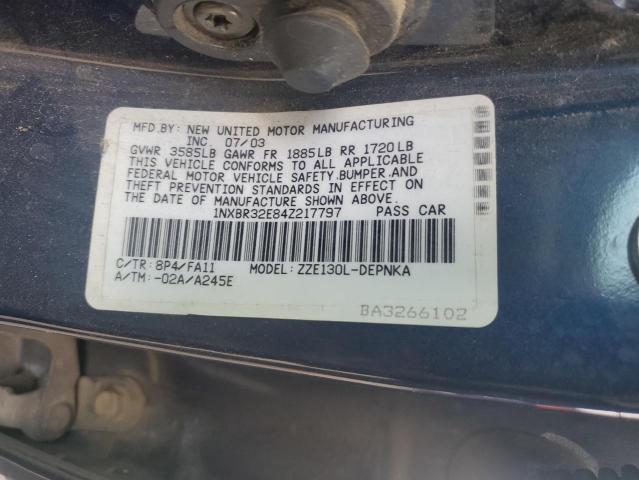 MFD.BY: NEW UNITED MOTOR MANUFACTURING
INC. 07/03
GVWR 3585LB GAWR FR 1885LB RR 1720LB
THIS VEHICLE CONFORMS TO ALL APPLICABLE
FEDERAL MOTOR VEHICLE SAFETY,BUMPER,AND
THEFT PREVENTION STANDARDS IN EFFECT ON
THE DATE OF MANUFACTURE SHOWN ABOVE.
1NXBR32E84Z217797 PASS CAR
C/TR: 8P4/FA11 MODEL: ZZE130L-DEPNKA
A/TM: -02A/A245E
BA3266102